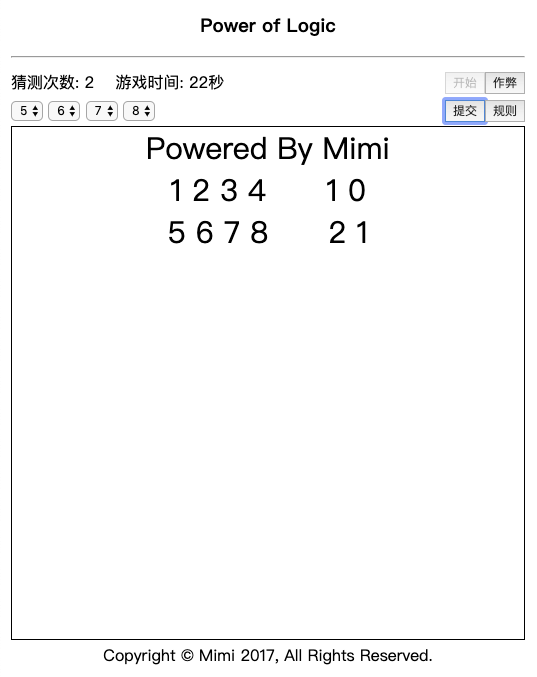 Power of Logic
猜测次数: 2 游戏时间: 22秒
开始 作弊
5 6 7 8
提交 规则
Powered By Mimi
1 2 3 4 1 0
5 6 7 8 2 1
Copyright © Mimi 2017, All Rights Reserved.